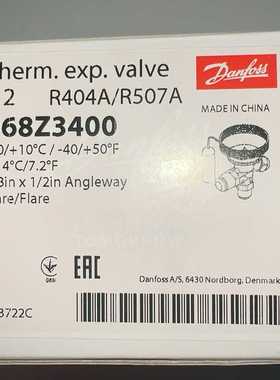 herm. exp. valve
2 R404A/R507A
68Z3400
0/+10°C / -40/+50°F
4°C/7.2°F
in x 1/2in Angleway
are/Flare
Danfoss
MADE IN CHINA
EAC
Danfoss A/S, 6430 Nordborg, Denmark
3722C